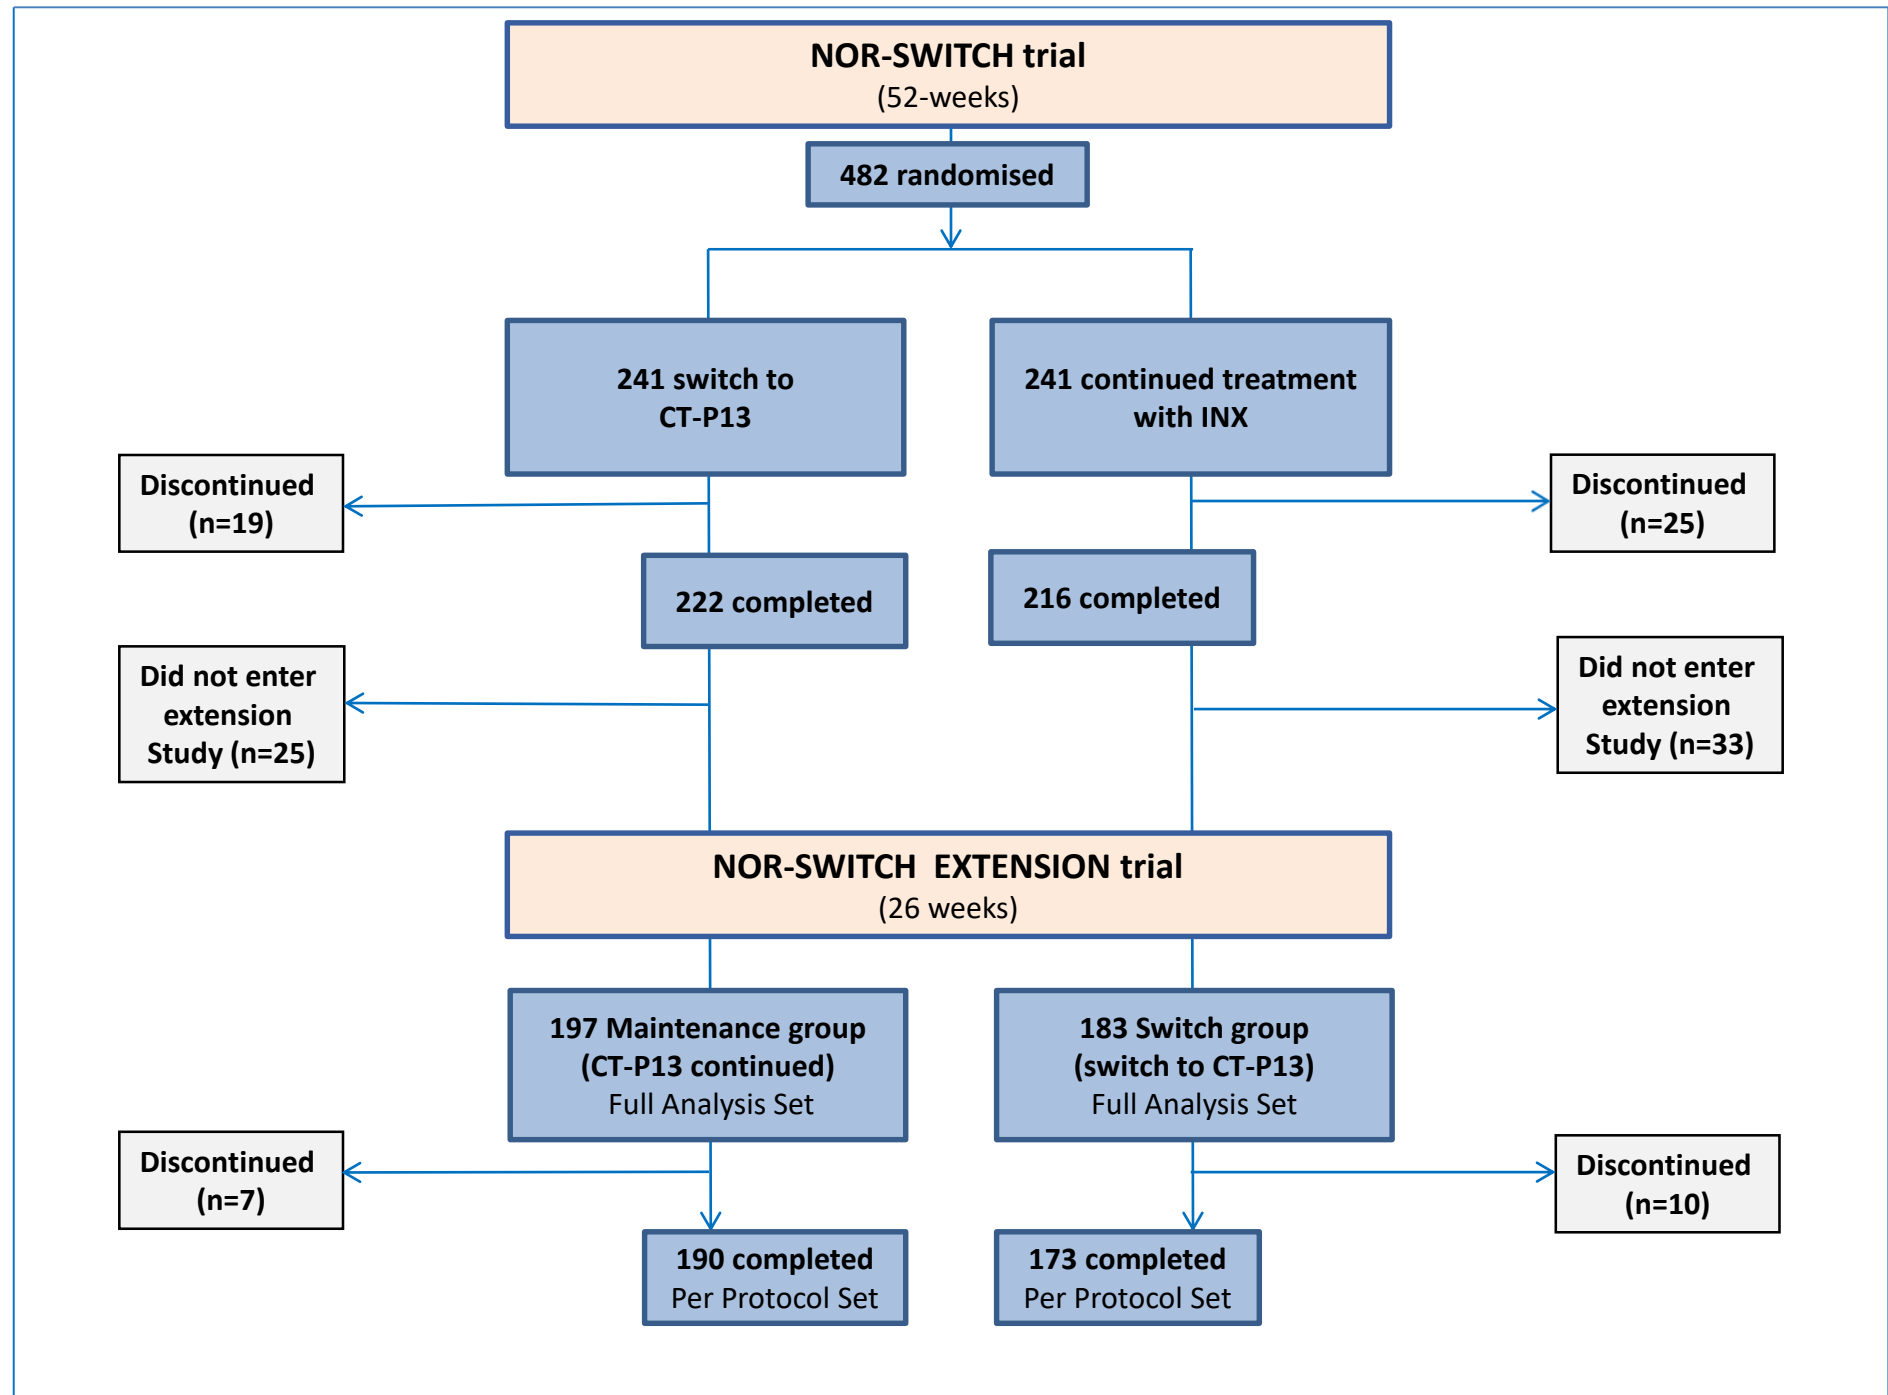 NOR-SWITCH trial
(52-weeks)
482 randomised
241 switch to
CT-P13
241 continued treatment
with INX
Discontinued
(n=19)
Discontinued
(n=25)
222 completed
216 completed
Did not enter
extension
Study (n=25)
Did not enter
extension
Study (n=33)
NOR-SWITCH EXTENSION trial
(26 weeks)
197 Maintenance group
(CT-P13 continued)
Full Analysis Set
183 Switch group
(switch to CT-P13)
Full Analysis Set
Discontinued
(n=7)
Discontinued
(n=10)
190 completed
Per Protocol Set
173 completed
Per Protocol Set